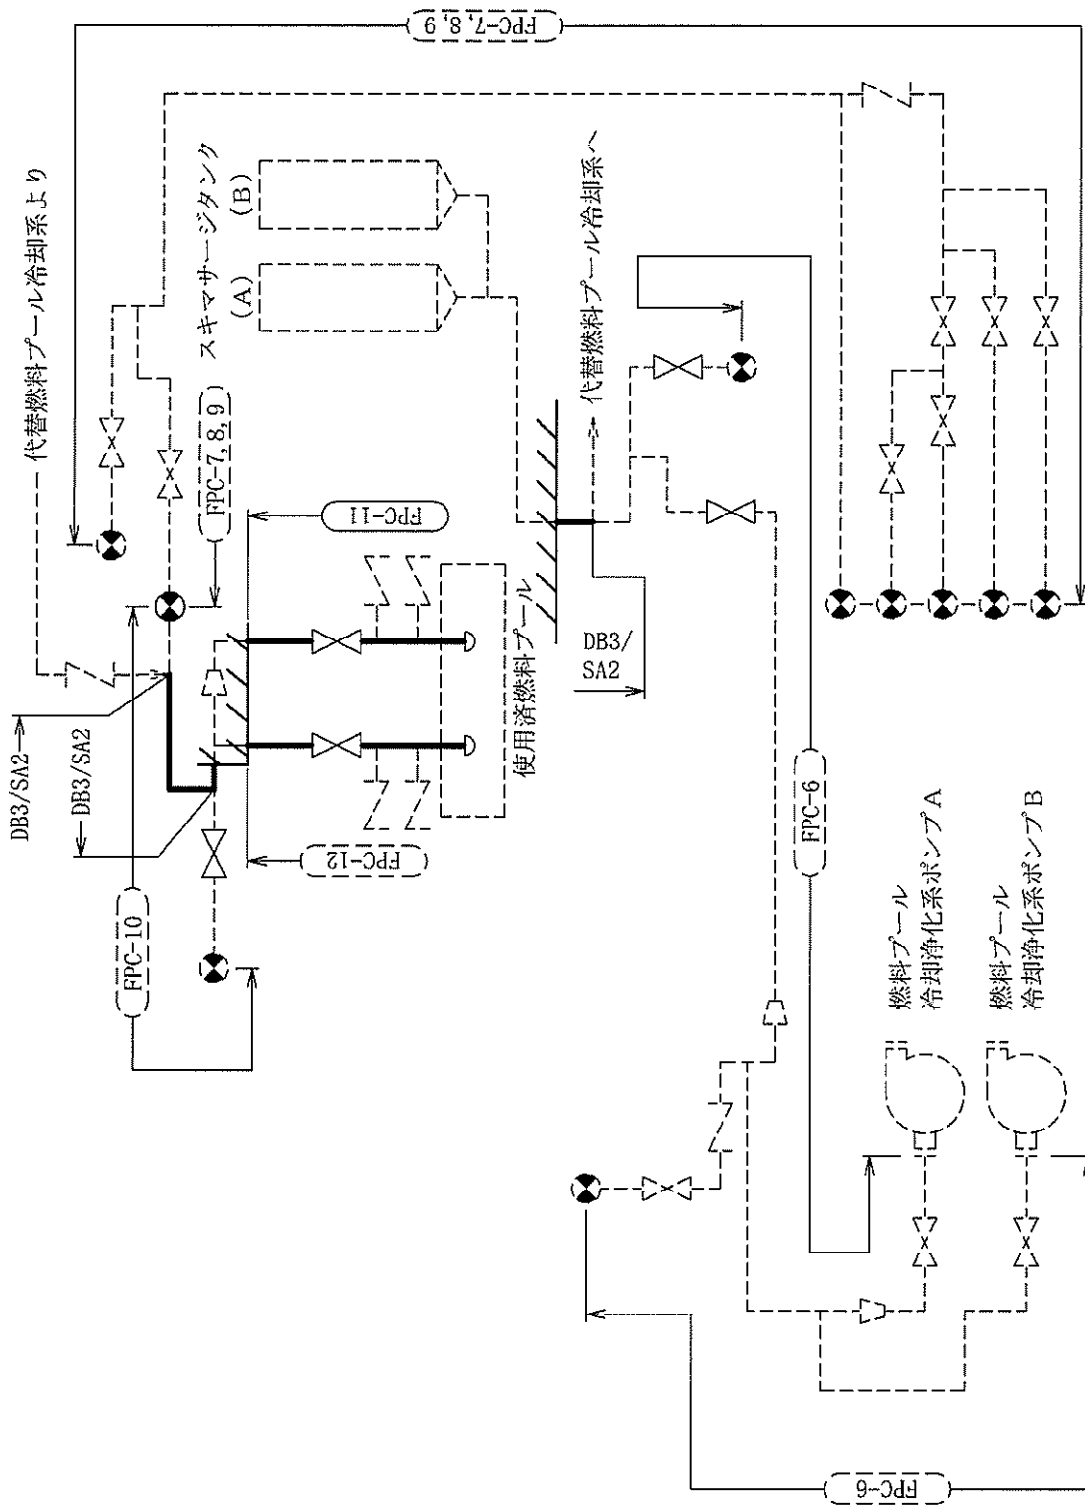 FPC-7,8,9
代替燃料プール冷却系より
スキマサージタンク
(A)
(B)
DB3/SA2
DB3/SA2
FPC-7,8,9
FPC-10
FPC-11
FPC-12
使用済燃料プール
代替燃料プール冷却系へ
DB3/
SA2
FPC-6
燃料プール
冷却浄化系ポンプA
燃料プール
冷却浄化系ポンプB
FPC-6